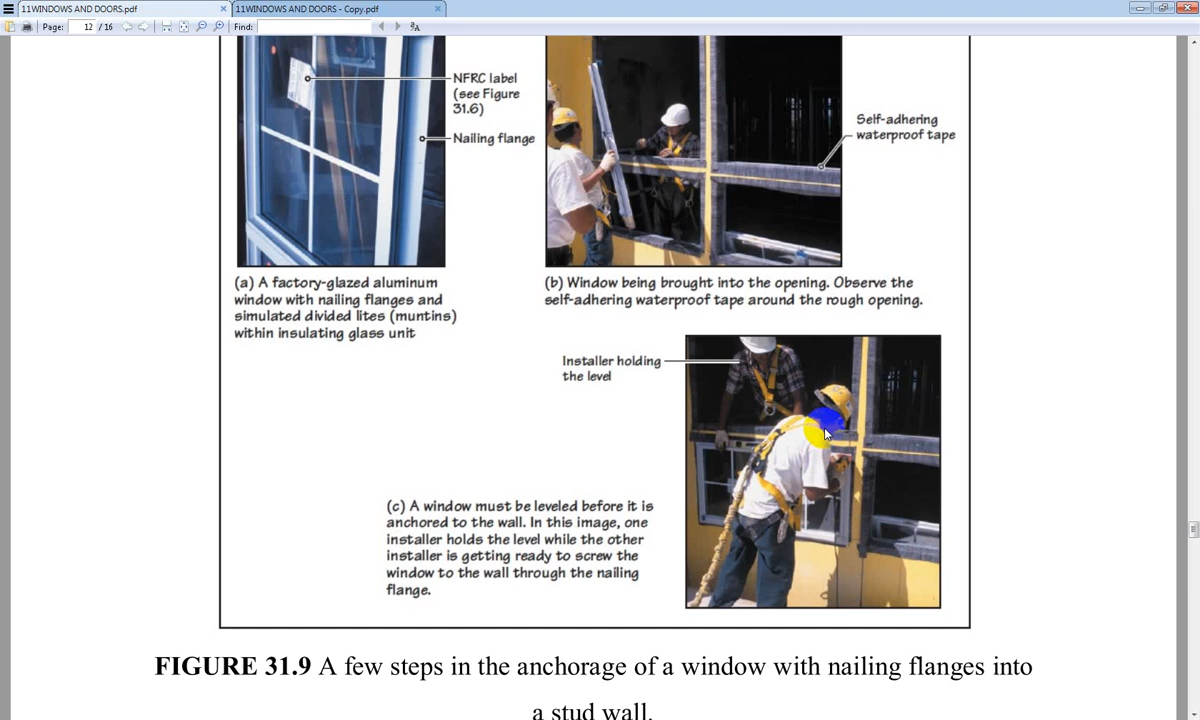 11WINDOWS AND DOORS.pdf
11WINDOWS AND DOORS - Copy.pdf
Page: 12 / 16 Find:
NFRC label
(see Figure
31.6)
Nailing flange
Self-adhering
waterproof tape
(a) A factory-glazed aluminum
window with nailing flanges and
simulated divided lites (muntins)
within insulating glass unit
(b) Window being brought into the opening. Observe the
self-adhering waterproof tape around the rough opening.
Installer holding
the level
(c) A window must be leveled before it is
anchored to the wall. In this image, one
installer holds the level while the other
installer is getting ready to screw the
window to the wall through the nailing
flange.
FIGURE 31.9 A few steps in the anchorage of a window with nailing flanges into
a stud wall.